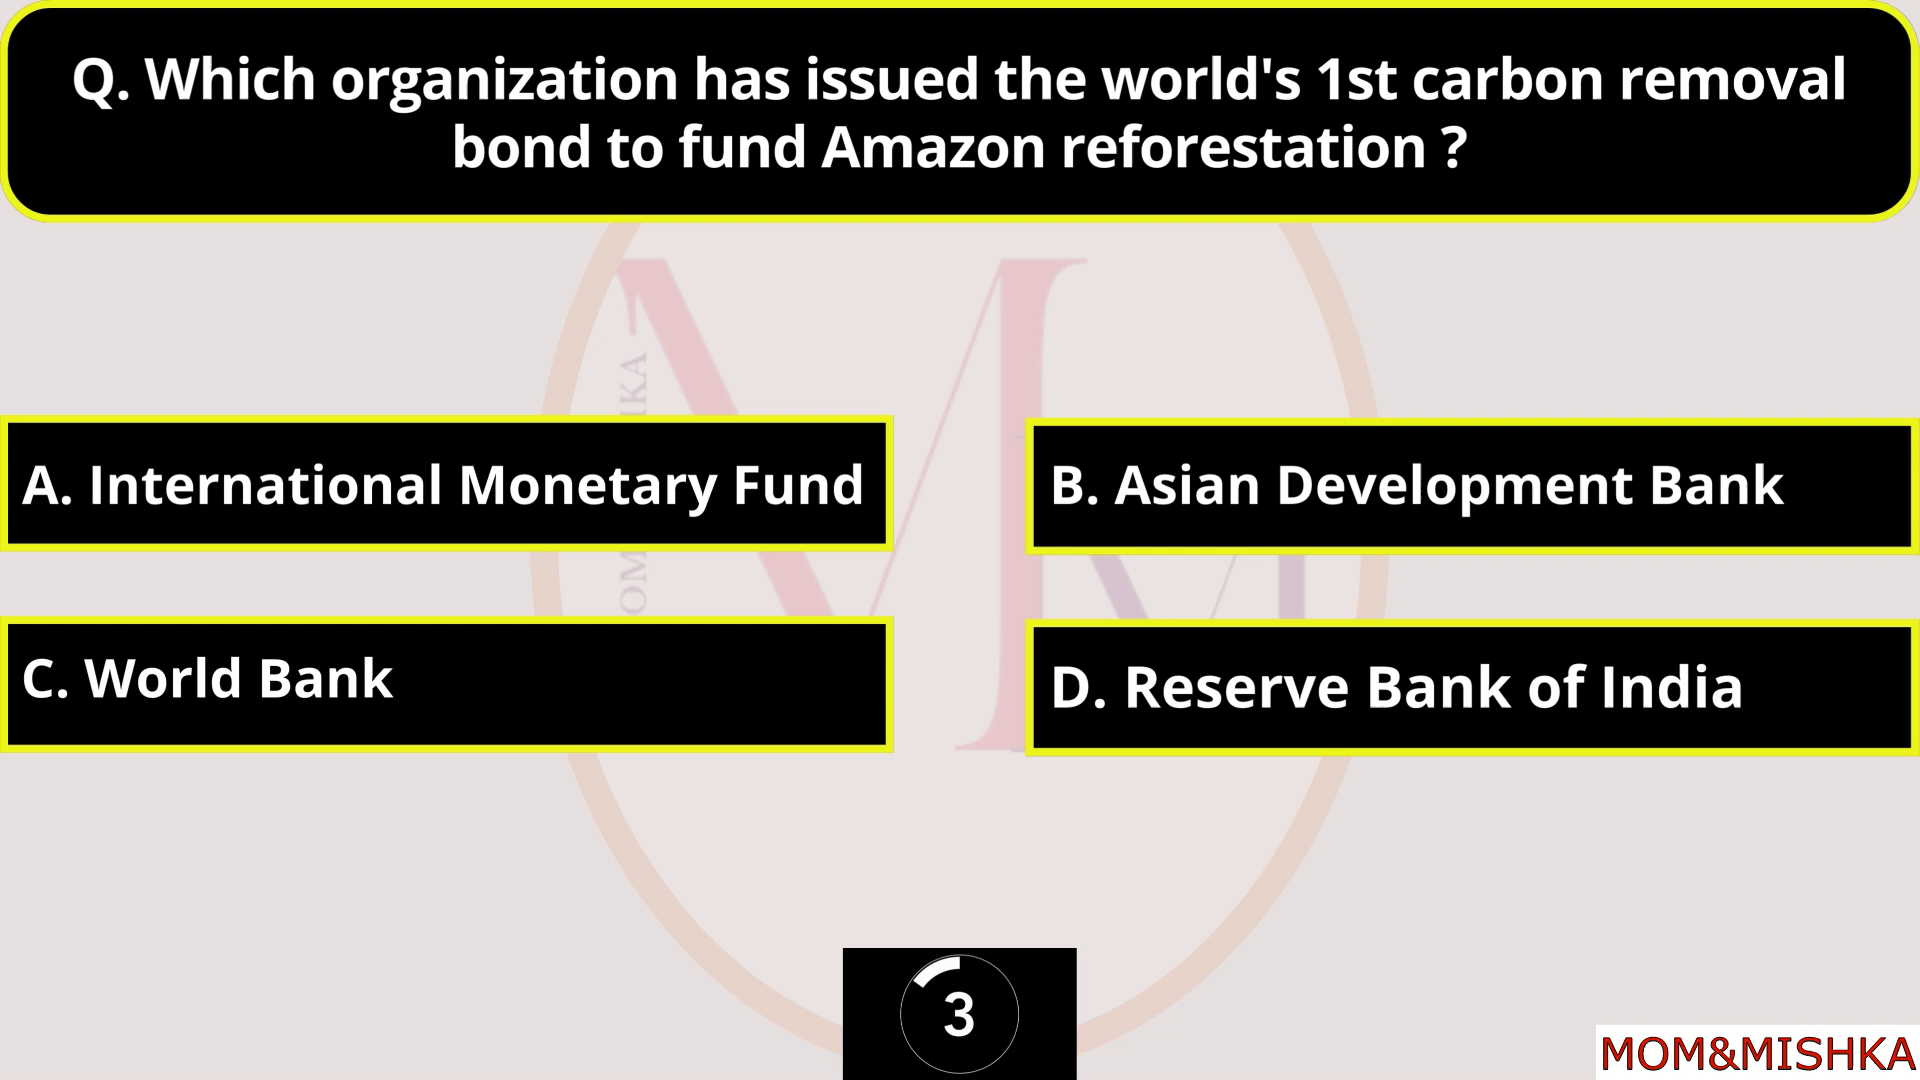 Q. Which organization has issued the world's 1st carbon removal
bond to fund Amazon reforestation ?
A. International Monetary Fund
B. Asian Development Bank
C. World Bank
D. Reserve Bank of India
3
MOM&MISHKA